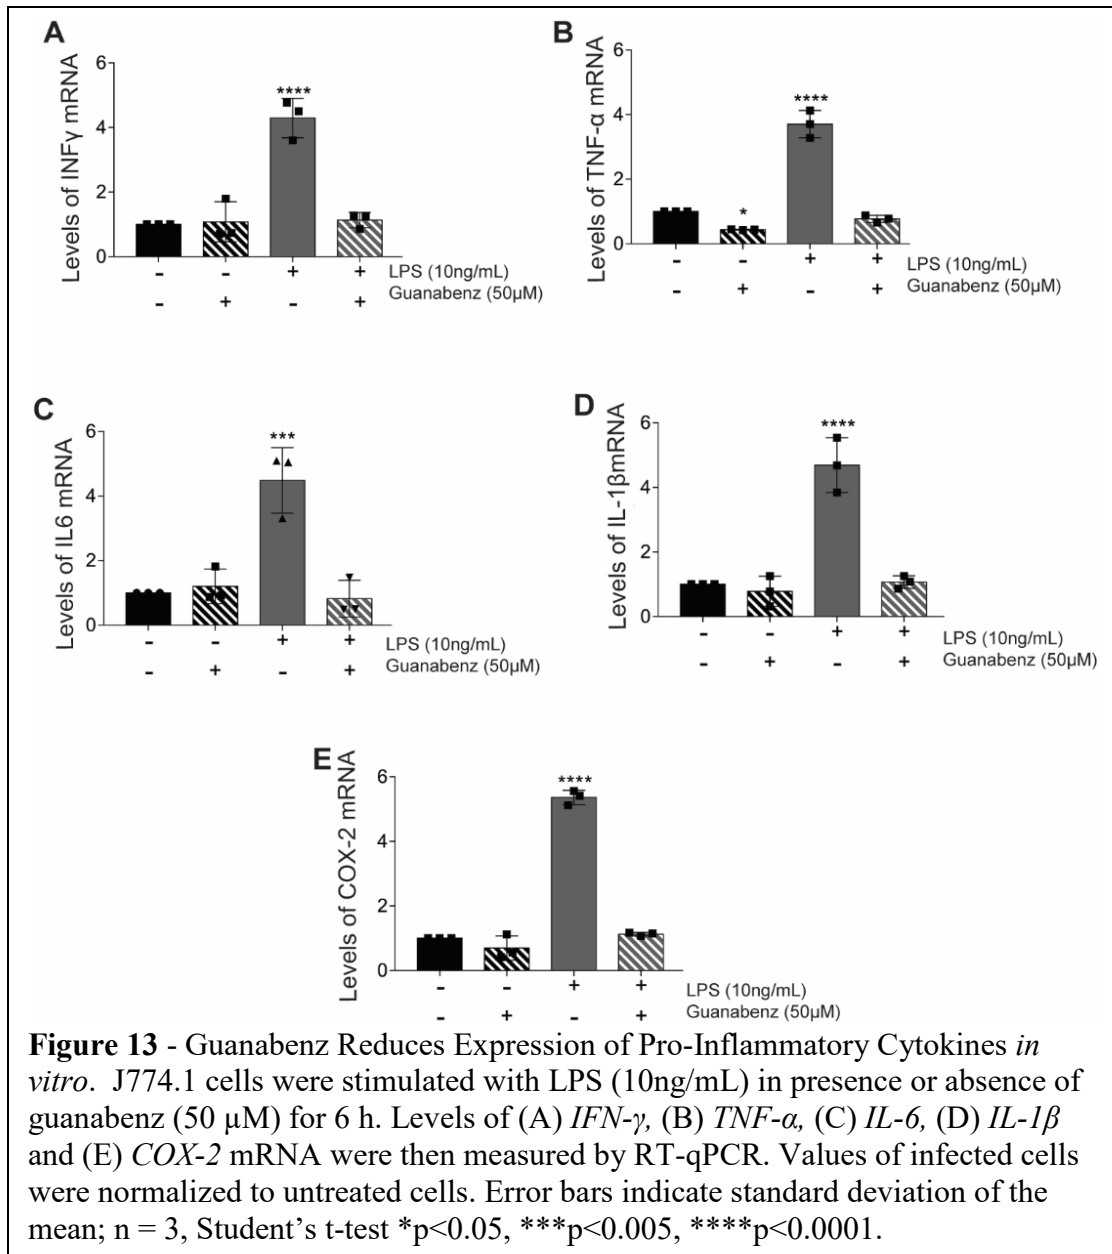 A
Levels of INFγ mRNA
6
4
2
0
****
- - + + LPS (10ng/mL)
- + - + Guanabenz (50µM)
B
Levels of TNF-α mRNA
6
4
2
0
*
****
- - + + LPS (10ng/mL)
- + - + Guanabenz (50µM)
C
Levels of IL6 mRNA
6
4
2
0
***
- - + + LPS (10ng/mL)
- + - + Guanabenz (50µM)
D
Levels of IL-1βmRNA
6
4
2
0
****
- - + + LPS (10ng/mL)
- + - + Guanabenz (50µM)
E
Levels of COX-2 mRNA
6
4
2
0
****
- - + + LPS (10ng/mL)
- + - + Guanabenz (50µM)
Figure 13 - Guanabenz Reduces Expression of Pro-Inflammatory Cytokines in
vitro. J774.1 cells were stimulated with LPS (10ng/mL) in presence or absence of
guanabenz (50 µM) for 6 h. Levels of (A) IFN-γ, (B) TNF-α, (C) IL-6, (D) IL-1β
and (E) COX-2 mRNA were then measured by RT-qPCR. Values of infected cells
were normalized to untreated cells. Error bars indicate standard deviation of the
mean; n = 3, Student’s t-test *p<0.05, ***p<0.005, ****p<0.0001.